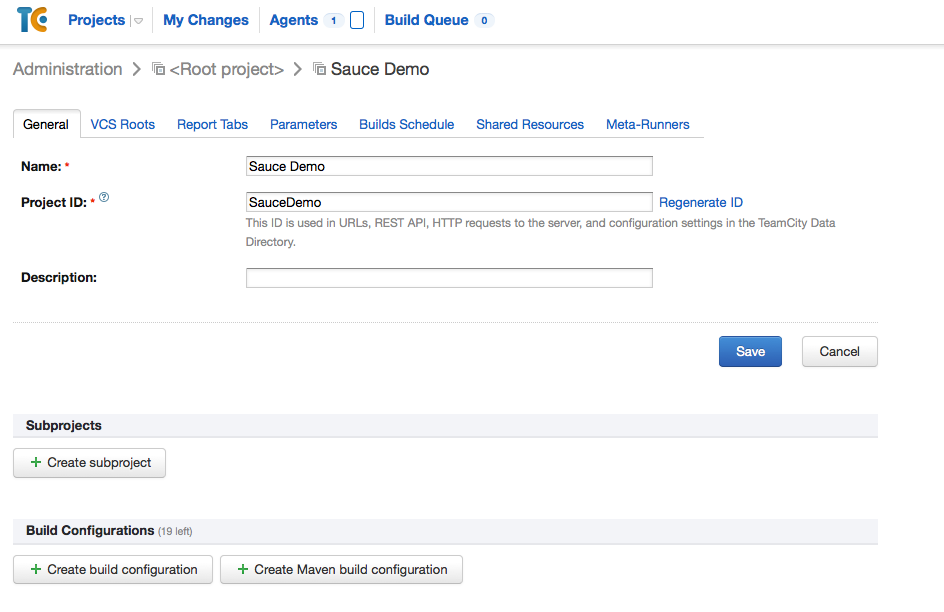 TC Projects My Changes Agents 1 Build Queue 0
Administration > <Root project> > Sauce Demo
General VCS Roots Report Tabs Parameters Builds Schedule Shared Resources Meta-Runners
Name: * Sauce Demo
Project ID: * ? SauceDemo Regenerate ID
This ID is used in URLs, REST API, HTTP requests to the server, and configuration settings in the TeamCity Data
Directory.
Description:
Save Cancel
Subprojects
+ Create subproject
Build Configurations (19 left)
+ Create build configuration + Create Maven build configuration